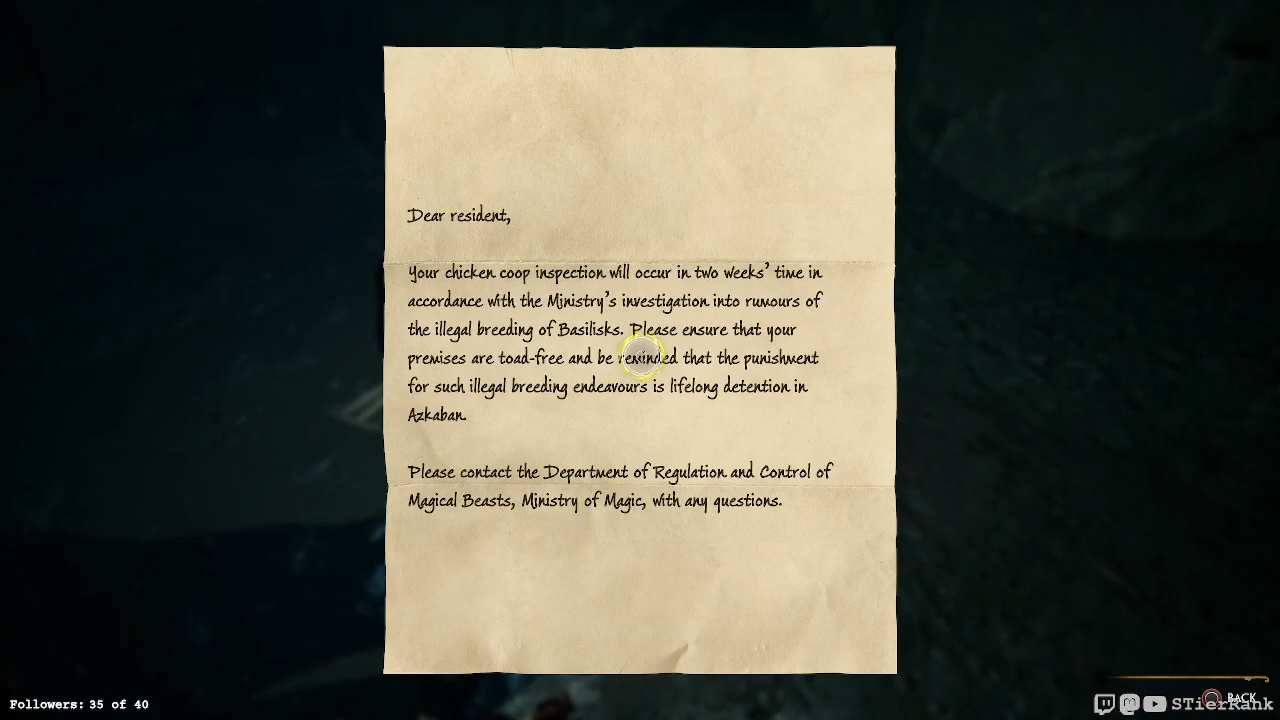 Dear resident,
Your chicken coop inspection will occur in two weeks' time in
accordance with the Ministry's investigation into rumours of
the illegal breeding of Basilisks. Please ensure that your
premises are toad-free and be reminded that the punishment
for such illegal breeding endeavours is lifelong detention in
Azkaban.
Please contact the Department of Regulation and Control of
Magical Beasts, Ministry of Magic, with any questions.
Followers: 35 of 40
BACK
STierRank